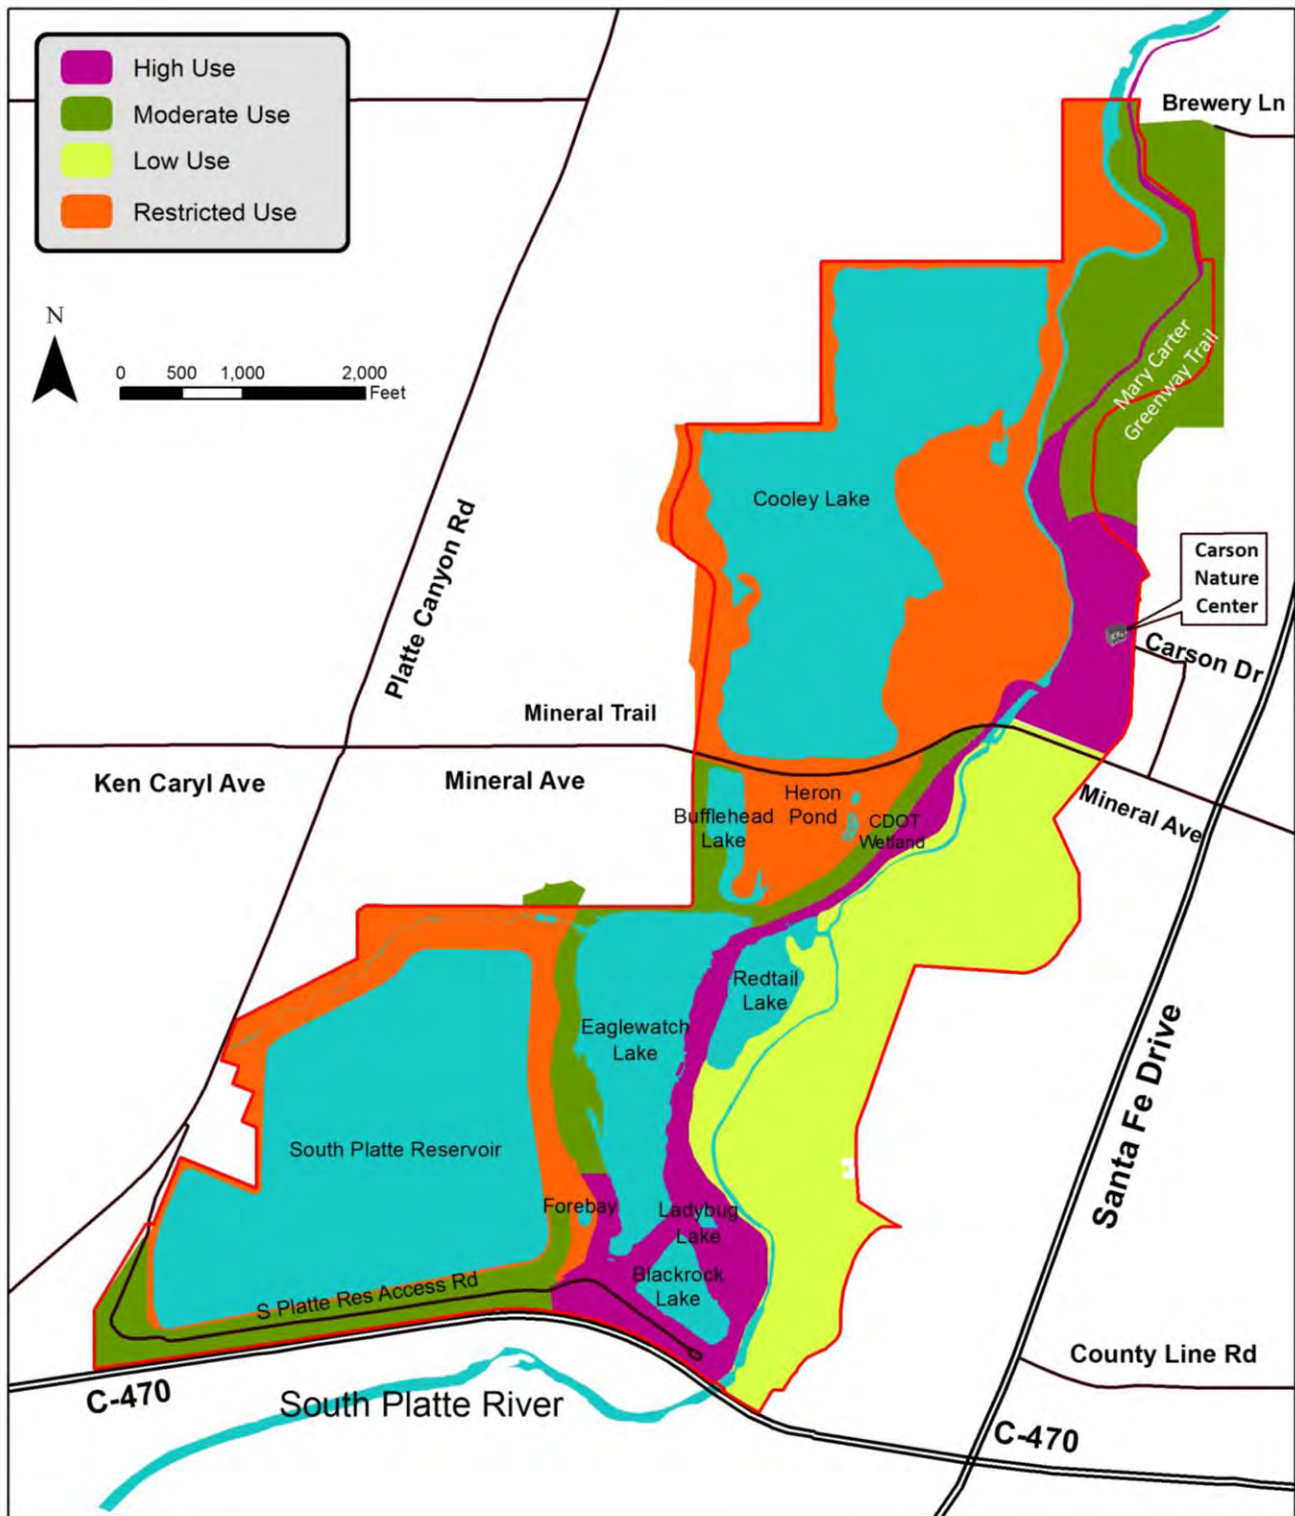 High Use
Moderate Use
Low Use
Restricted Use
Brewery Ln
N
0 500 1,000 2,000
Feet
Mary Carter
Greenway Trail
Cooley Lake
Platte Canyon Rd
Carson
Nature
Center
Carson Dr
Mineral Trail
Ken Caryl Ave
Mineral Ave
Heron
Pond
Bufflehead
Lake
CDOT
Wetland
Mineral Ave
Redtail
Lake
Eaglewatch
Lake
Santa Fe Drive
South Platte Reservoir
Forebay
Ladybug
Lake
Blackrock
Lake
S Platte Res Access Rd
County Line Rd
C-470
South Platte River
C-470